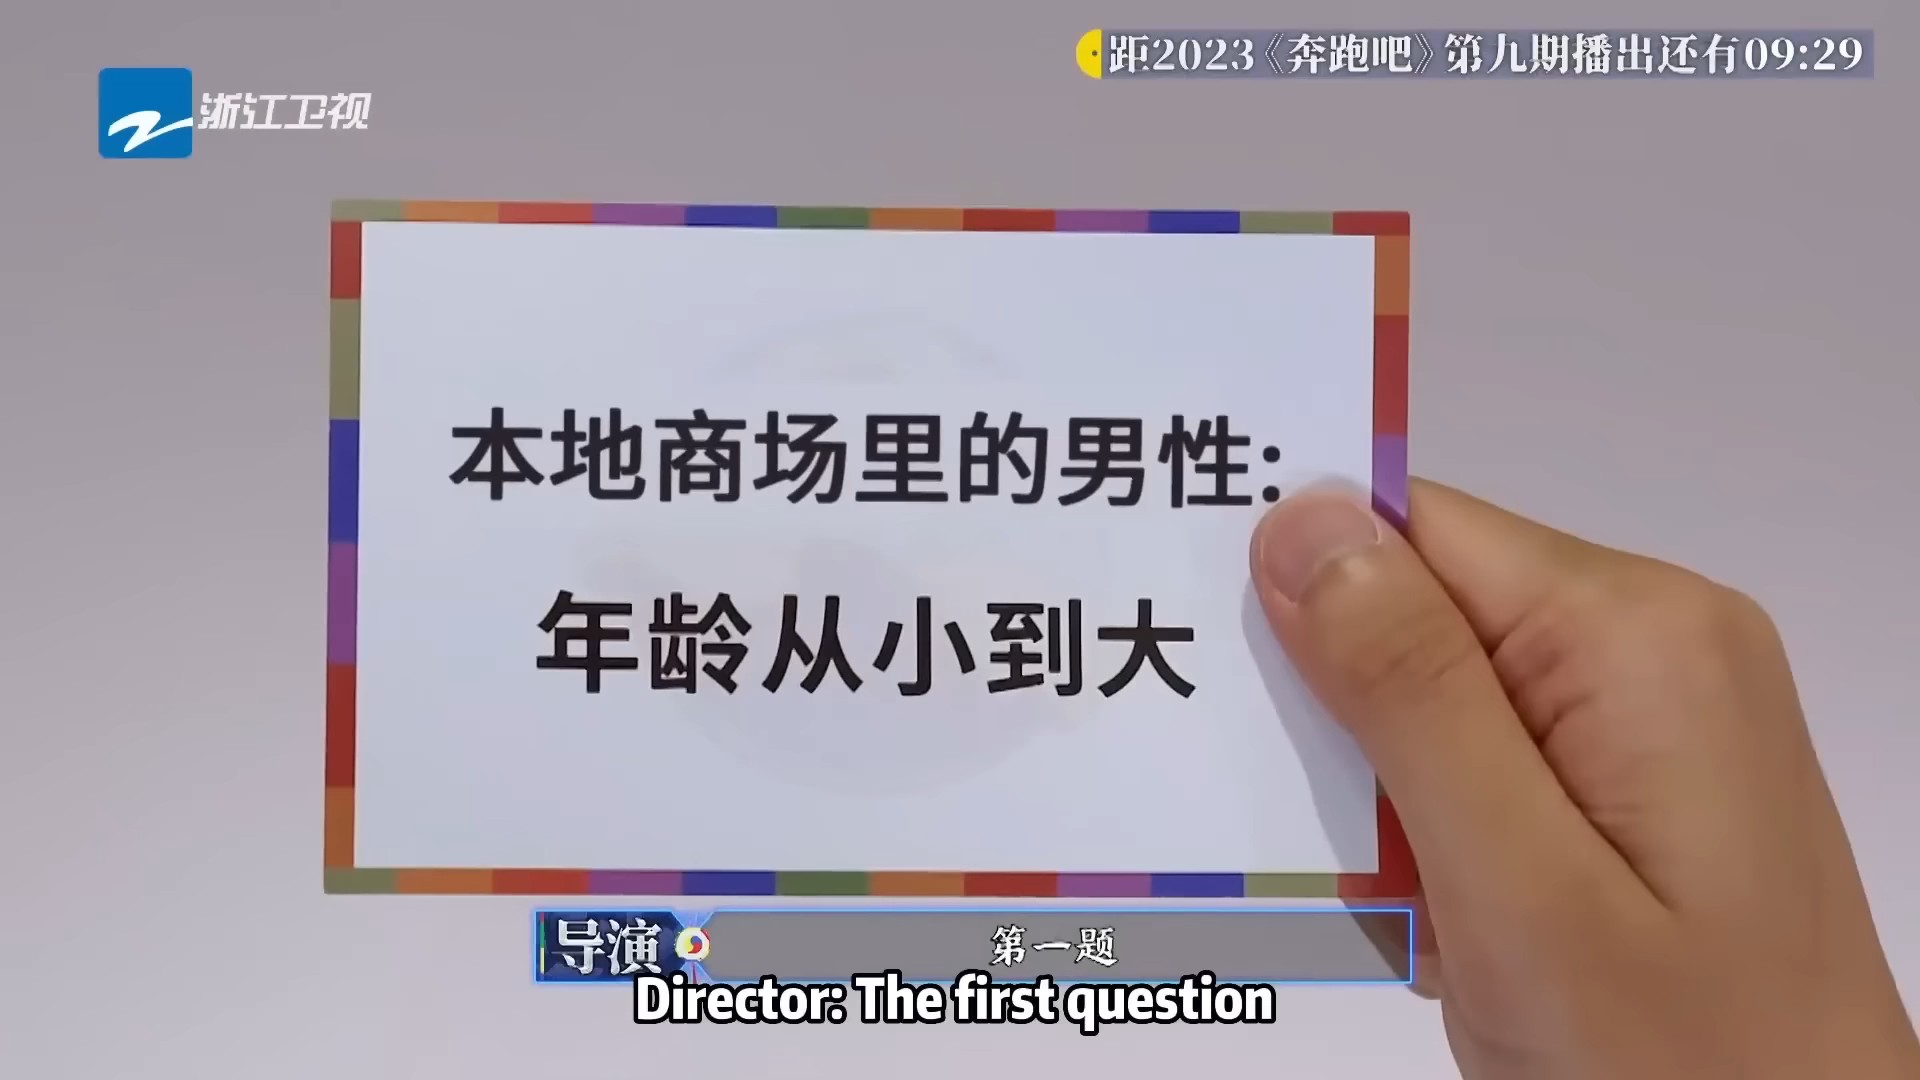 距2023《奔跑吧》第九期播出还有09:29
浙江卫视
本地商场里的男性:
年龄从小到大
导演
第一题
Director: The first question